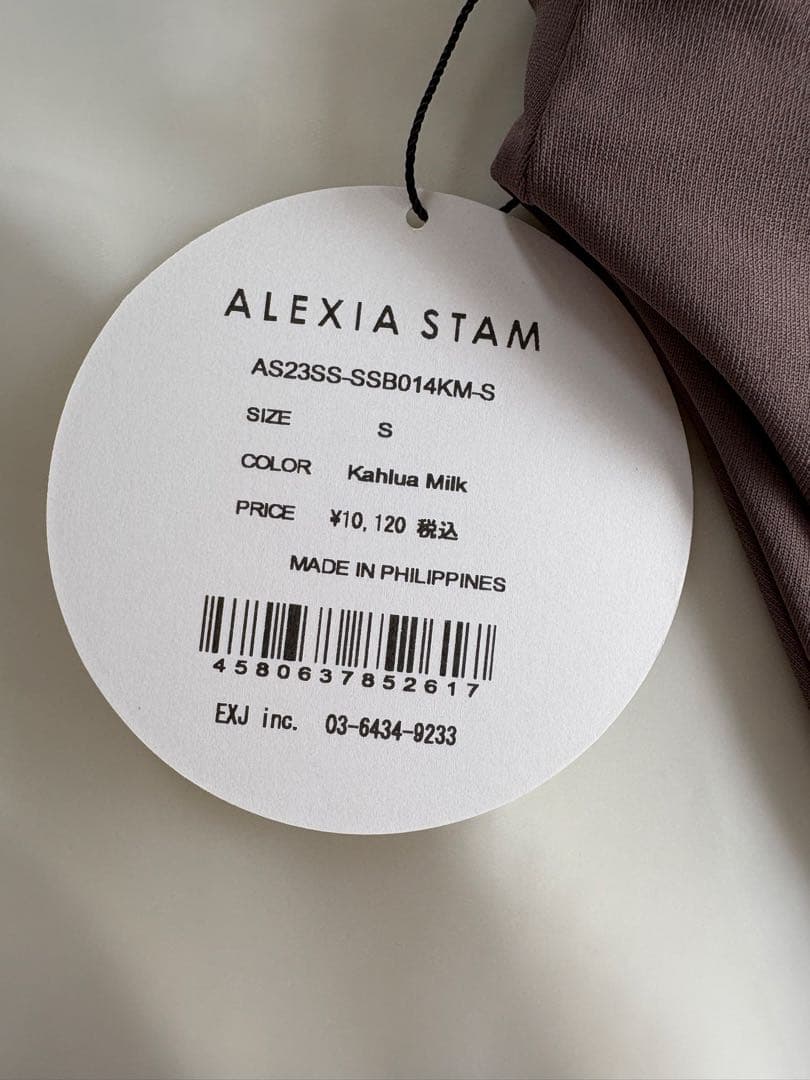 ALEXIA STAM
AS23SS-SSB014KM-S
SIZE S
COLOR Kahlua Milk
PRICE ¥10,120 税込
MADE IN PHILIPPINES
4580637852617
EXJ inc. 03-6434-9233